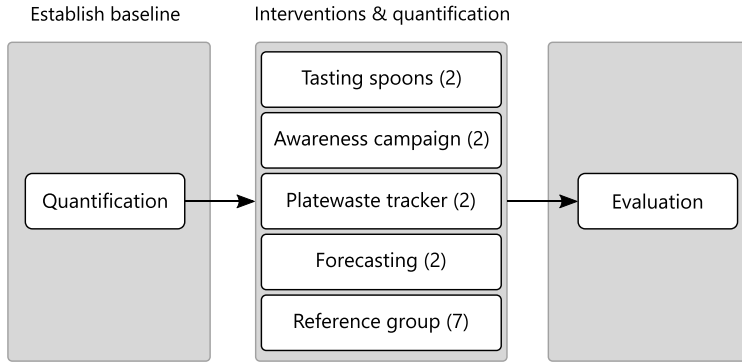 Establish baseline
Interventions & quantification
Quantification
Tasting spoons (2)
Awareness campaign (2)
Platewaste tracker (2)
Forecasting (2)
Reference group (7)
Evaluation